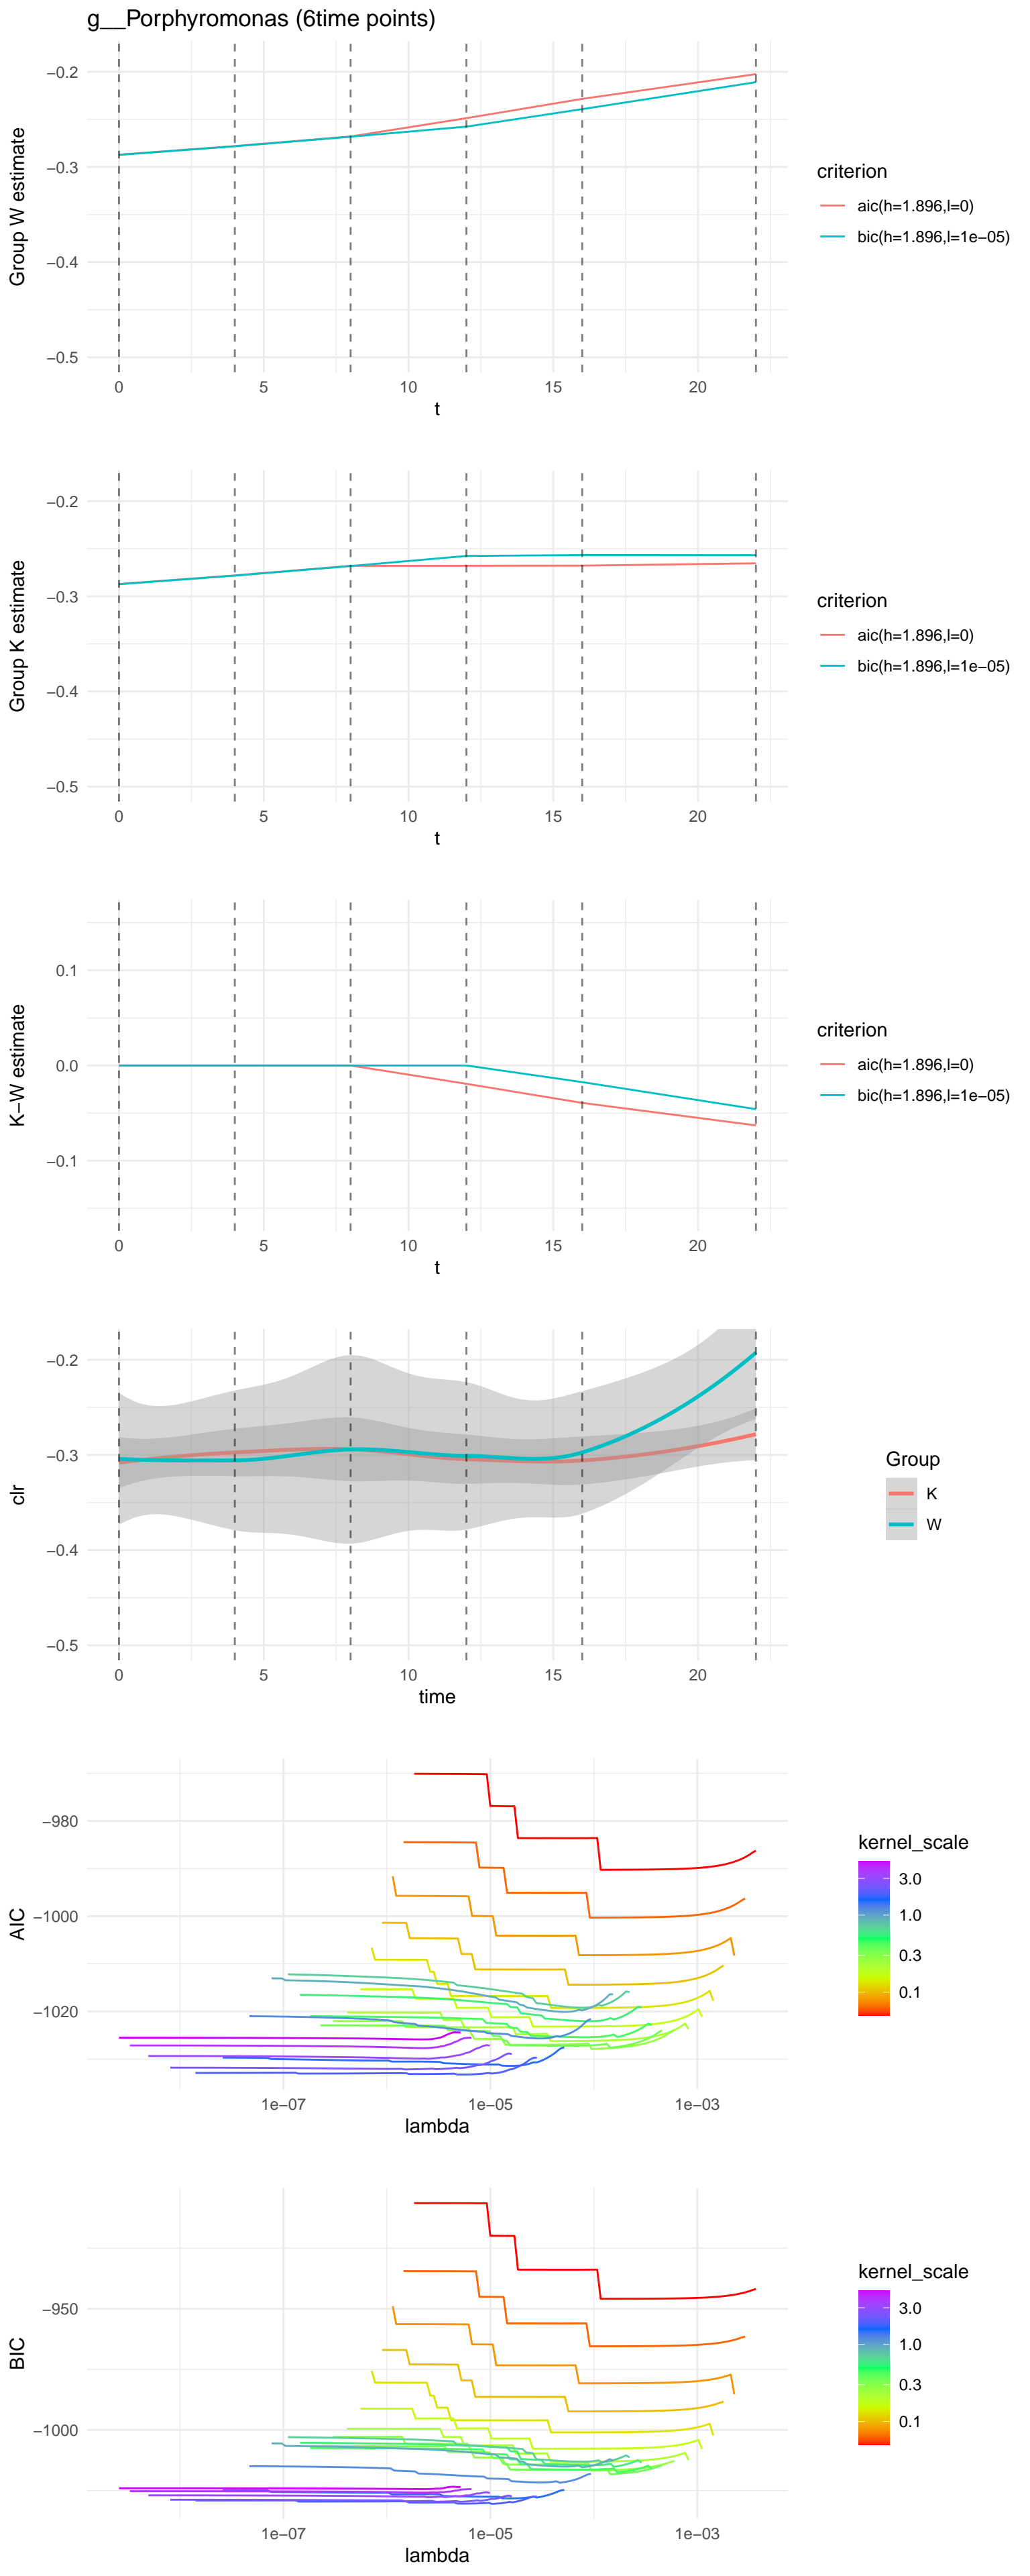 g__Porphyromonas (6time points)
Group W estimate
−0.2
−0.3
−0.4
−0.5
0 5 10 15 20
t
criterion
aic(h=1.896,l=0)
bic(h=1.896,l=1e−05)
Group K estimate
−0.2
−0.3
−0.4
−0.5
0 5 10 15 20
t
criterion
aic(h=1.896,l=0)
bic(h=1.896,l=1e−05)
K−W estimate
0.1
0.0
−0.1
0 5 10 15 20
t
criterion
aic(h=1.896,l=0)
bic(h=1.896,l=1e−05)
clr
−0.2
−0.3
−0.4
−0.5
0 5 10 15 20
time
Group
K
W
AIC
−980
−1000
−1020
1e−07 1e−05 1e−03
lambda
kernel_scale
3.0
1.0
0.3
0.1
BIC
−950
−1000
1e−07 1e−05 1e−03
lambda
kernel_scale
3.0
1.0
0.3
0.1